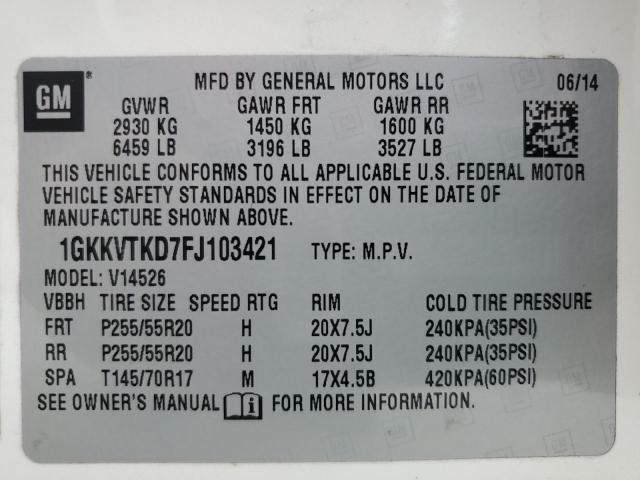 GM ® MFD BY GENERAL MOTORS LLC 06/14
GVWR GAWR FRT GAWR RR
2930 KG 1450 KG 1600 KG
6459 LB 3196 LB 3527 LB
THIS VEHICLE CONFORMS TO ALL APPLICABLE U.S. FEDERAL MOTOR
VEHICLE SAFETY STANDARDS IN EFFECT ON THE DATE OF
MANUFACTURE SHOWN ABOVE.
1GKKVTKD7FJ103421 TYPE: M.P.V.
MODEL: V14526
VBBH TIRE SIZE SPEED RTG RIM COLD TIRE PRESSURE
FRT P255/55R20 H 20X7.5J 240KPA(35PSI)
RR P255/55R20 H 20X7.5J 240KPA(35PSI)
SPA T145/70R17 M 17X4.5B 420KPA(60PSI)
SEE OWNER'S MANUAL i FOR MORE INFORMATION.